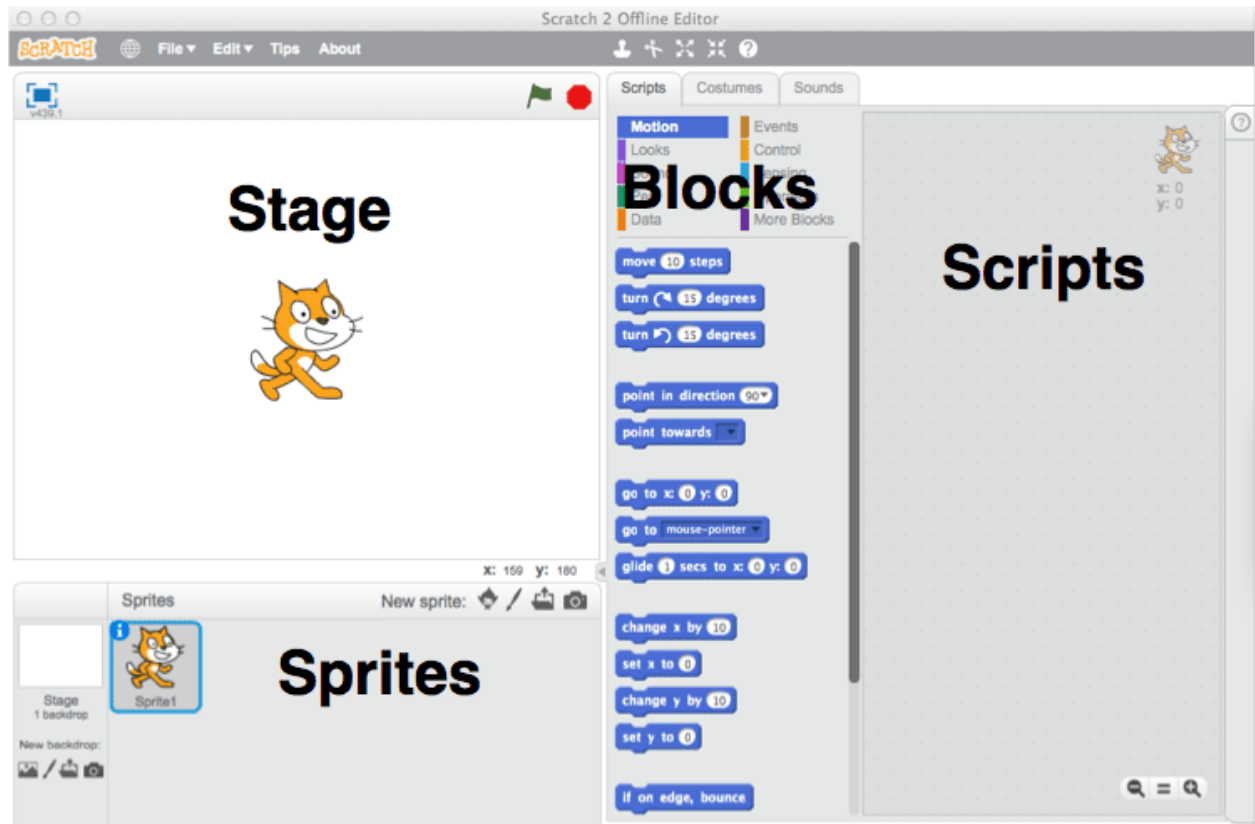 Scratch 2 Offline Editor
SCRATCH File Edit Tips About
v439.1
Stage
x: 159 y: 180
Sprites New sprite:
Sprite1
Sprites
Stage
1 backdrop
New backdrop:
Scripts Costumes Sounds
Motion Events
Looks Control
Blocks
Data More Blocks
move 10 steps
turn 15 degrees
turn 15 degrees
point in direction 90
point towards
go to x: 0 y: 0
go to mouse-pointer
glide 1 secs to x: 0 y: 0
change x by 10
set x to 0
change y by 10
set y to 0
if on edge, bounce
x: 0
y: 0
Scripts